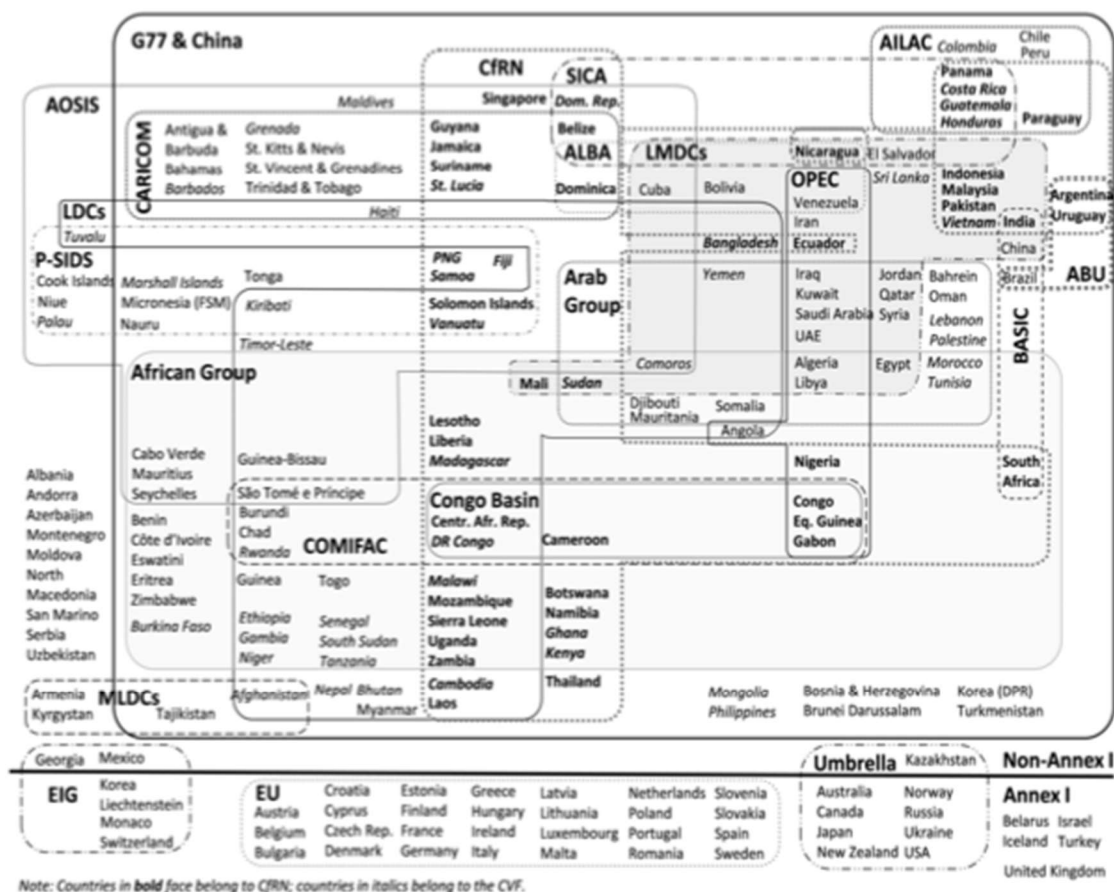 G77 & China
AILAC
Colombia
Chile
Peru
CfRN
SICA
Panama
Costa Rica
Guatemala
Honduras
Paraguay
AOSIS
Maldives
Singapore
Dom. Rep.
CARICOM
Antigua &
Barbuda
Bahamas
Barbados
Grenada
St. Kitts & Nevis
St. Vincent & Grenadines
Trinidad & Tobago
Guyana
Jamaica
Suriname
St. Lucia
Belize
ALBA
Dominica
LMDCs
Cuba
Bolivia
Nicaragua
El Salvador
OPEC
Venezuela
Iran
Ecuador
Sri Lanka
Indonesia
Malaysia
Pakistan
Vietnam
India
China
Brazil
Argentina
Uruguay
ABU
BASIC
LDCs
Haiti
Tuvalu
P-SIDS
Cook Islands
Niue
Palau
Marshall Islands
Micronesia (FSM)
Nauru
Tonga
Kiribati
PNG
Fiji
Samoa
Solomon Islands
Vanuatu
Timor-Leste
Bangladesh
Yemen
Arab
Group
Iraq
Kuwait
Saudi Arabia
UAE
Jordan
Qatar
Syria
Bahrein
Oman
Lebanon
Palestine
African Group
Mali
Sudan
Comoros
Algeria
Libya
Egypt
Morocco
Tunisia
Djibouti
Mauritania
Somalia
Angola
Lesotho
Liberia
Madagascar
Cabo Verde
Mauritius
Seychelles
Guinea-Bissau
Nigeria
South
Africa
Albania
Andorra
Azerbaijan
Montenegro
Moldova
North
Macedonia
San Marino
Serbia
Uzbekistan
Benin
Côte d'Ivoire
Eswatini
Eritrea
Zimbabwe
Burkina Faso
São Tomé e Príncipe
Burundi
Chad
Rwanda
COMIFAC
Congo Basin
Centr. Afr. Rep.
DR Congo
Cameroon
Congo
Eq. Guinea
Gabon
Guinea
Togo
Ethiopia
Gambia
Niger
Senegal
South Sudan
Tanzania
Malawi
Mozambique
Sierra Leone
Uganda
Zambia
Botswana
Namibia
Ghana
Kenya
Cambodia
Laos
Thailand
MLDCs
Armenia
Kyrgystan
Tajikistan
Afghanistan
Nepal Bhutan
Myanmar
Mongolia
Philippines
Bosnia & Herzegovina
Brunei Darussalam
Korea (DPR)
Turkmenistan
Georgia
Mexico
EIG
Korea
Liechtenstein
Monaco
Switzerland
EU
Austria
Belgium
Bulgaria
Croatia
Cyprus
Czech Rep.
Denmark
Estonia
Finland
France
Germany
Greece
Hungary
Ireland
Italy
Latvia
Lithuania
Luxembourg
Malta
Netherlands
Poland
Portugal
Romania
Slovenia
Slovakia
Spain
Sweden
Umbrella
Kazakhstan
Australia
Canada
Japan
New Zealand
Norway
Russia
Ukraine
USA
Non-Annex I
Annex I
Belarus Israel
Iceland Turkey
United Kingdom
Note: Countries in bold face belong to CfRN; countries in italics belong to the CVF.